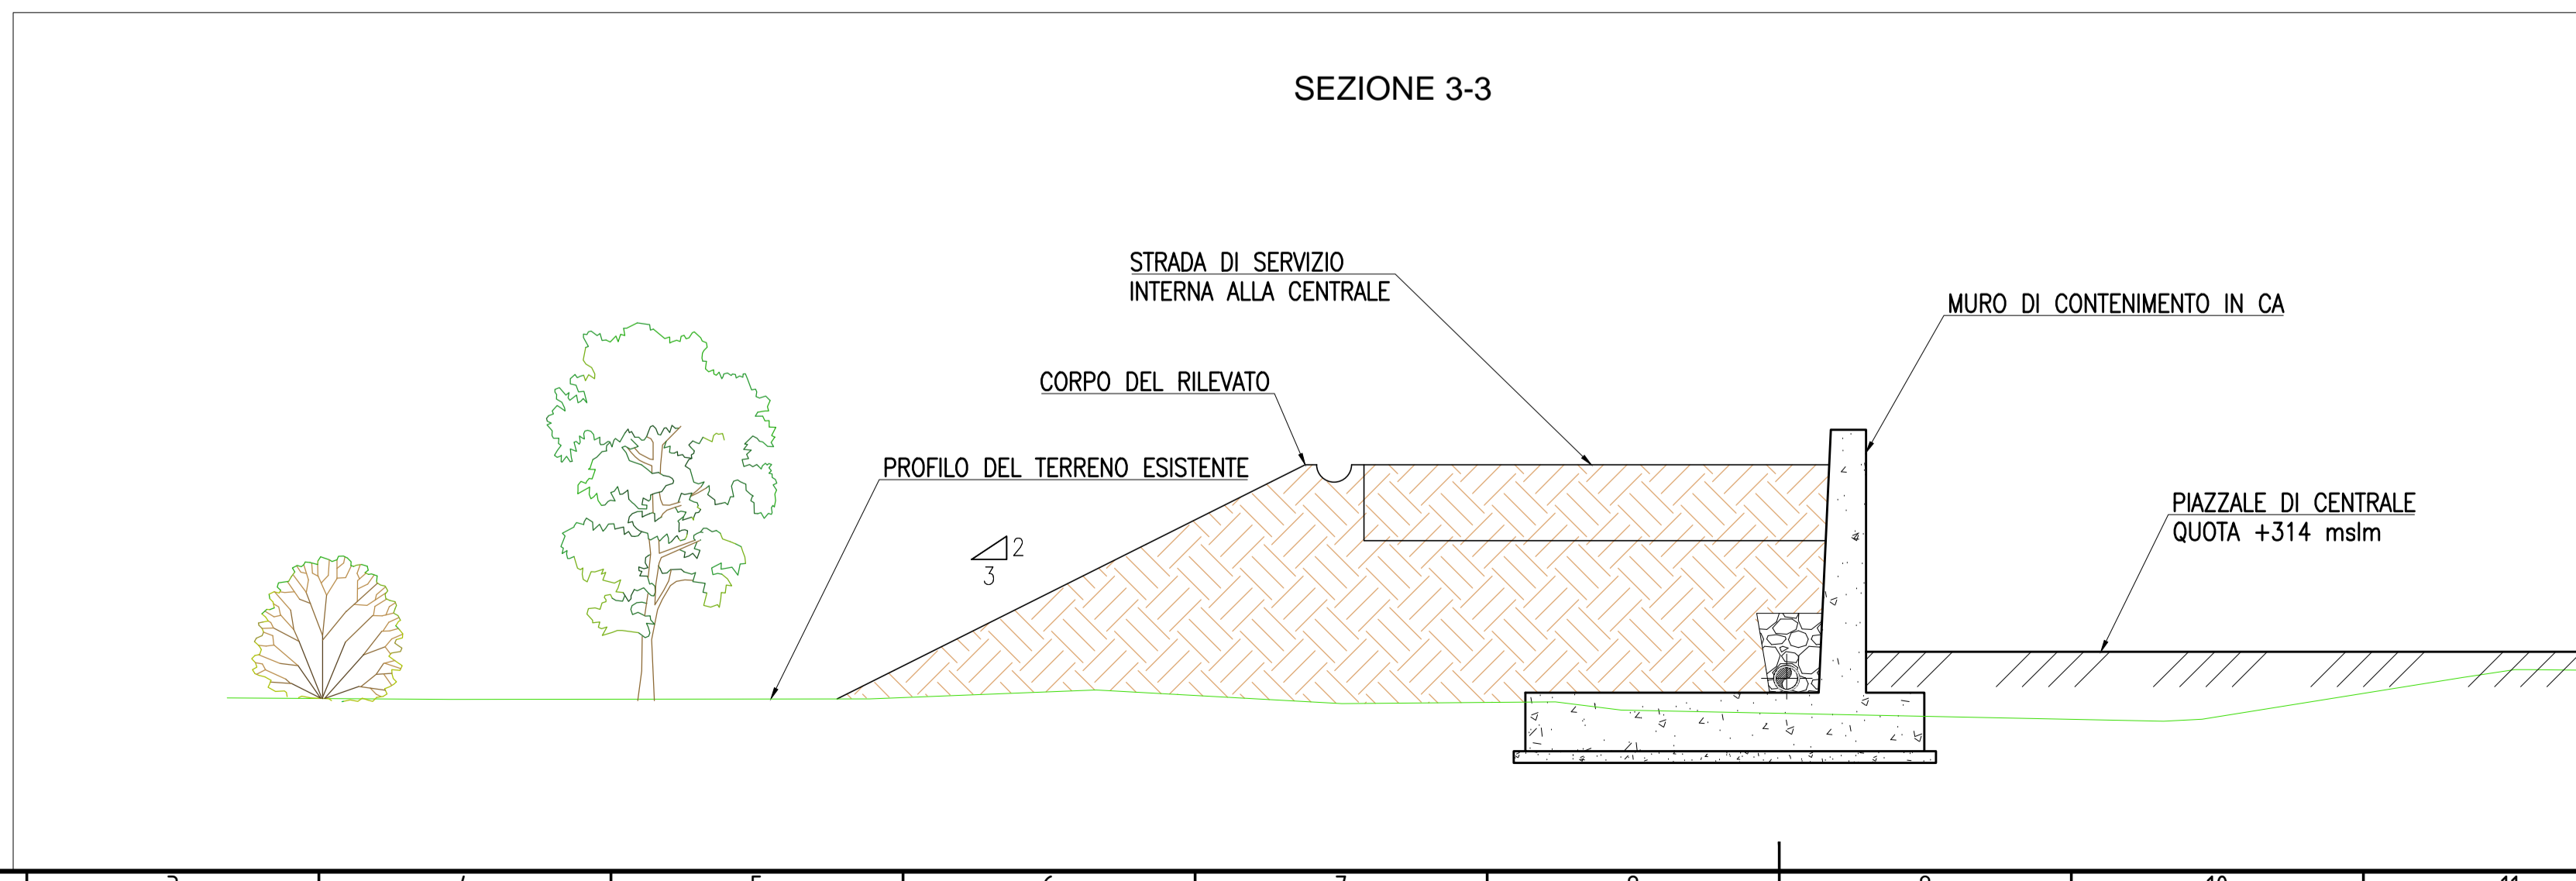 SEZIONE 3-3
STRADA DI SERVIZIO
INTERNA ALLA CENTRALE
MURO DI CONTENIMENTO IN CA
CORPO DEL RILEVATO
PROFILO DEL TERRENO ESISTENTE
PIAZZALE DI CENTRALE
QUOTA +314 mslm
2
3